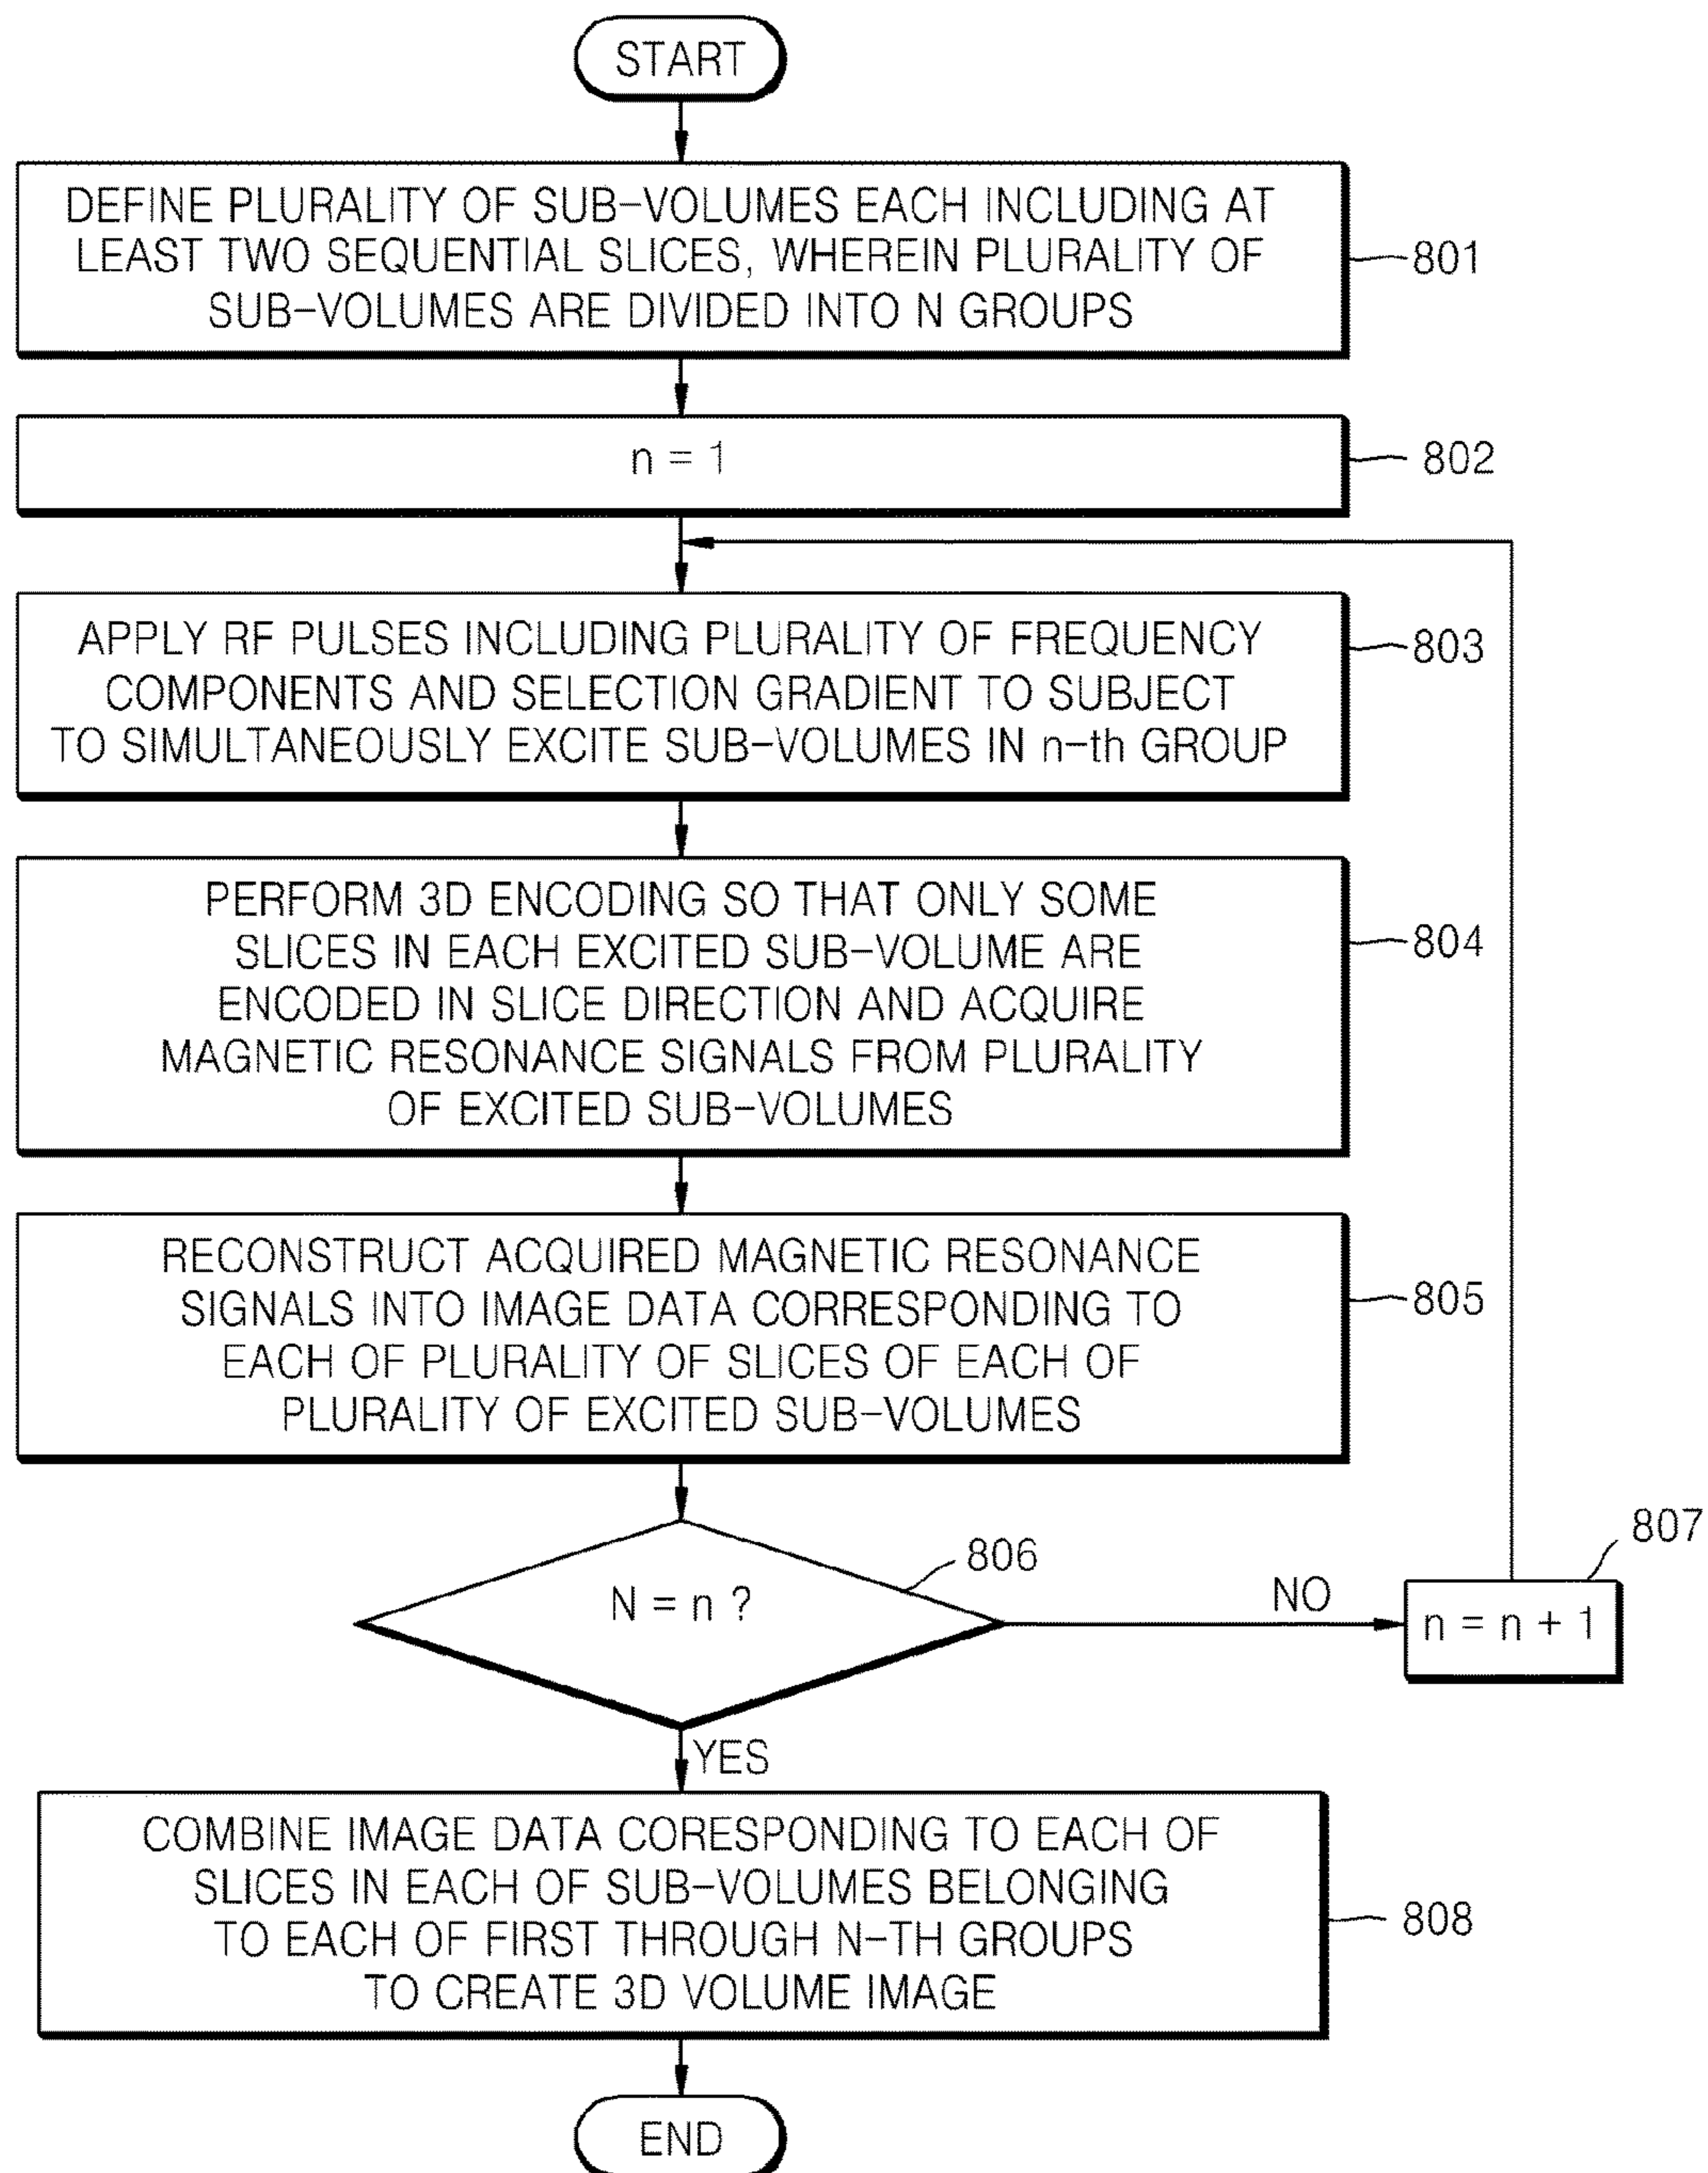 START
DEFINE PLURALITY OF SUB-VOLUMES EACH INCLUDING AT
LEAST TWO SEQUENTIAL SLICES, WHEREIN PLURALITY OF
SUB-VOLUMES ARE DIVIDED INTO N GROUPS
801
n = 1
802
APPLY RF PULSES INCLUDING PLURALITY OF FREQUENCY
COMPONENTS AND SELECTION GRADIENT TO SUBJECT
TO SIMULTANEOUSLY EXCITE SUB-VOLUMES IN n-th GROUP
803
PERFORM 3D ENCODING SO THAT ONLY SOME
SLICES IN EACH EXCITED SUB-VOLUME ARE
ENCODED IN SLICE DIRECTION AND ACQUIRE
MAGNETIC RESONANCE SIGNALS FROM PLURALITY
OF EXCITED SUB-VOLUMES
804
RECONSTRUCT ACQUIRED MAGNETIC RESONANCE
SIGNALS INTO IMAGE DATA CORRESPONDING TO
EACH OF PLURALITY OF SLICES OF EACH OF
PLURALITY OF EXCITED SUB-VOLUMES
805
N = n ?
806
NO
n = n + 1
807
YES
COMBINE IMAGE DATA CORESPONDING TO EACH OF
SLICES IN EACH OF SUB-VOLUMES BELONGING
TO EACH OF FIRST THROUGH N-TH GROUPS
TO CREATE 3D VOLUME IMAGE
808
END